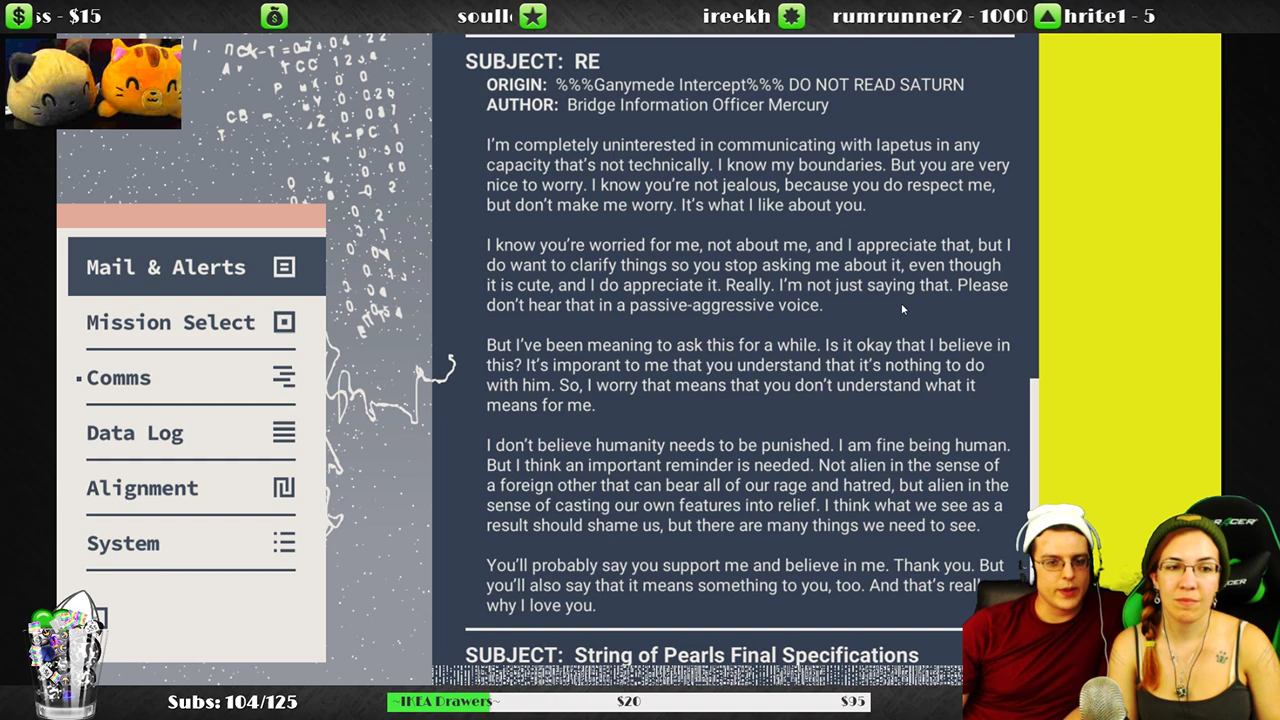 ss - $15
ireekh
rumrunner2 - 1000
hrite1 - 5
SUBJECT: RE
ORIGIN: %%%Ganymede Intercept%%% DO NOT READ SATURN
AUTHOR: Bridge Information Officer Mercury
I'm completely uninterested in communicating with Iapetus in any
capacity that's not technically. I know my boundaries. But you are very
nice to worry. I know you're not jealous, because you do respect me,
but don't make me worry. It's what I like about you.
I know you're worried for me, not about me, and I appreciate that, but I
do want to clarify things so you stop asking me about it, even though
it is cute, and I do appreciate it. Really. I'm not just saying that. Please
don't hear that in a passive-aggressive voice.
But I've been meaning to ask this for a while. Is it okay that I believe in
this? It's imporant to me that you understand that it's nothing to do
with him. So, I worry that means that you don't understand what it
means for me.
I don't believe humanity needs to be punished. I am fine being human.
But I think an important reminder is needed. Not alien in the sense of
a foreign other that can bear all of our rage and hatred, but alien in the
sense of casting our own features into relief. I think what we see as a
result should shame us, but there are many things we need to see.
You'll probably say you support me and believe in me. Thank you. But
you'll also say that it means something to you, too. And that's real
why I love you.
SUBJECT: String of Pearls Final Specifications
Mail & Alerts
Mission Select
Comms
Data Log
Alignment
System
Subs: 104/125
~IKEA Drawers~
$20
$95